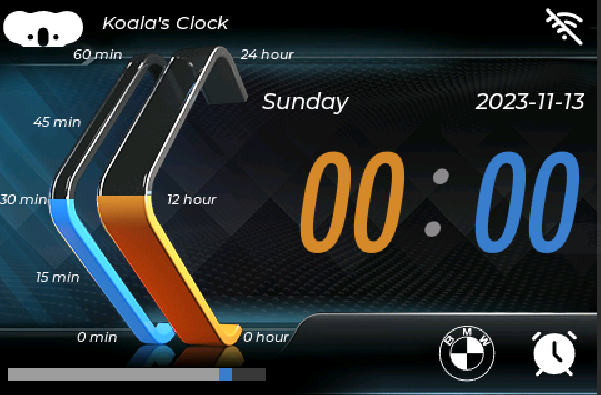 Koala's Clock
60 min
24 hour
Sunday
2023-11-13
45 min
00:00
30 min
12 hour
15 min
0 min
0 hour
BMW